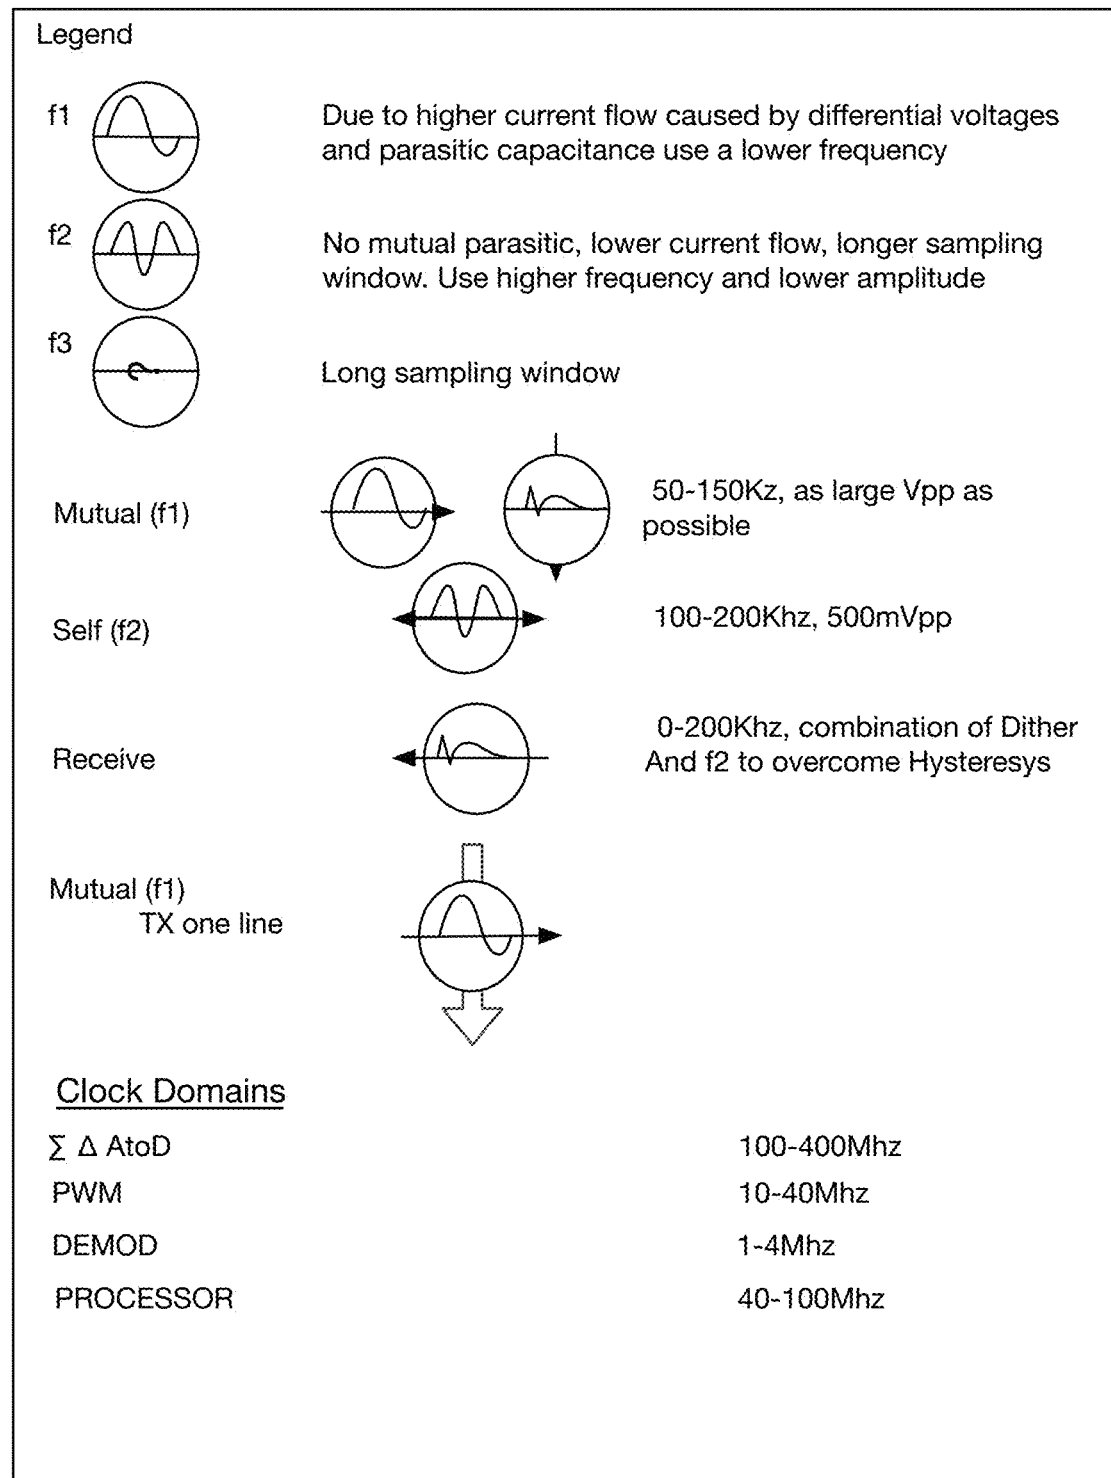 Legend
f1
Due to higher current flow caused by differential voltages
and parasitic capacitance use a lower frequency
f2
No mutual parasitic, lower current flow, longer sampling
window. Use higher frequency and lower amplitude
f3
Long sampling window
Mutual (f1)
50-150Kz, as large Vpp as
possible
Self (f2)
100-200Khz, 500mVpp
Receive
0-200Khz, combination of Dither
And f2 to overcome Hysteresys
Mutual (f1)
TX one line
Clock Domains
∑ Δ AtoD 100-400Mhz
PWM 10-40Mhz
DEMOD 1-4Mhz
PROCESSOR 40-100Mhz